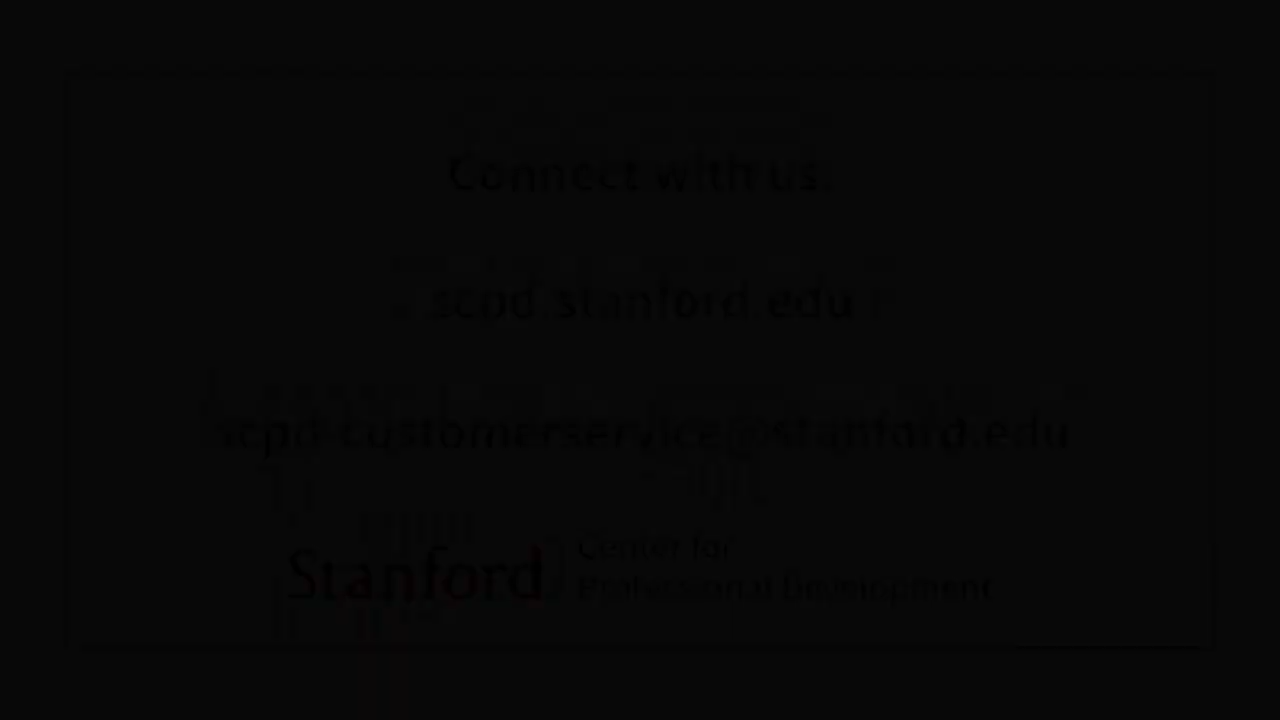 Connect with us.
scpd.stanford.edu
scpd-customerservice@stanford.edu
Stanford
Center for
Professional Development